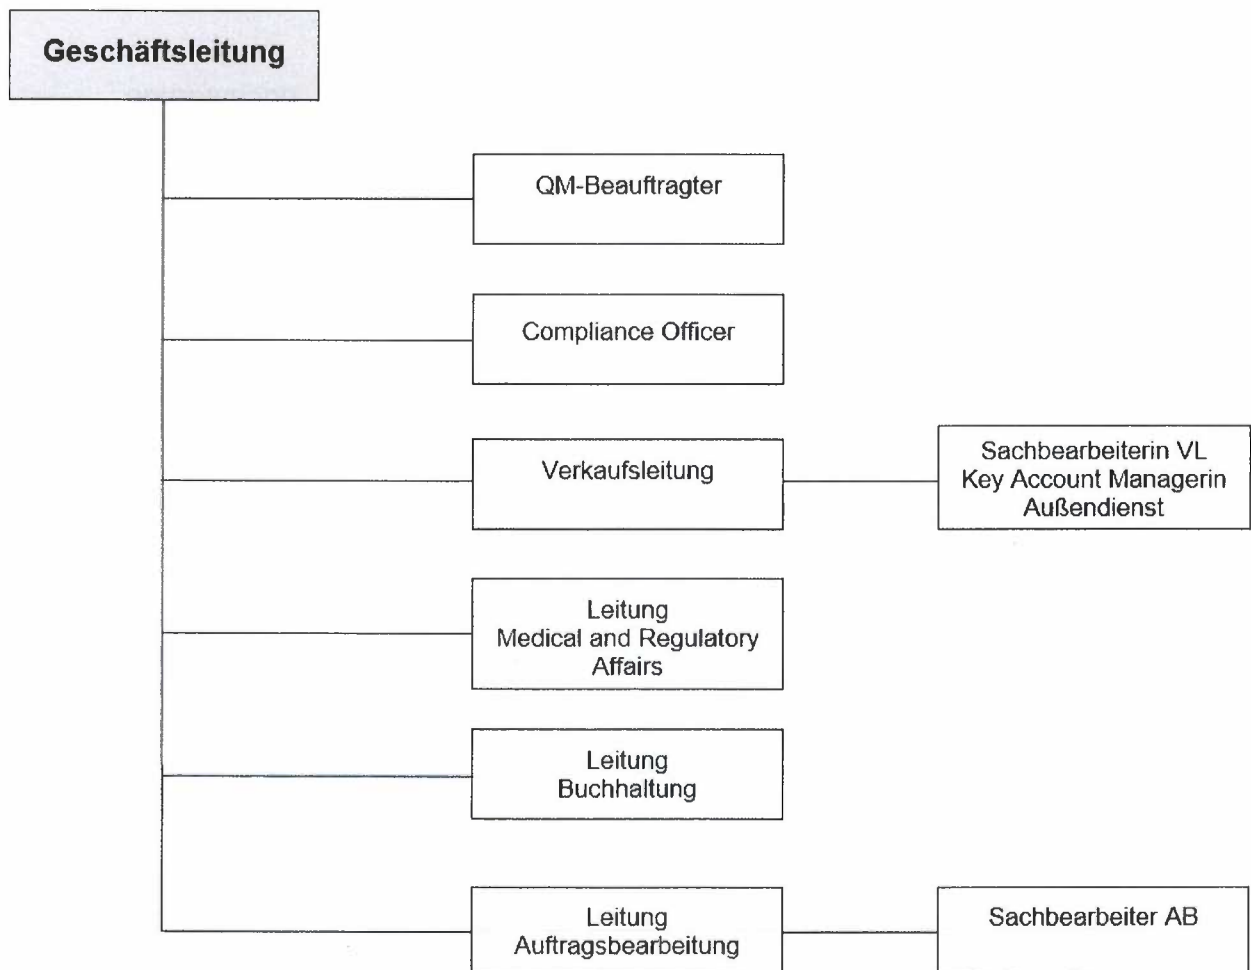 Geschäftsleitung
QM-Beauftragter
Compliance Officer
Verkaufsleitung
Sachbearbeiterin VL
Key Account Managerin
Außendienst
Leitung
Medical and Regulatory
Affairs
Leitung
Buchhaltung
Leitung
Auftragsbearbeitung
Sachbearbeiter AB